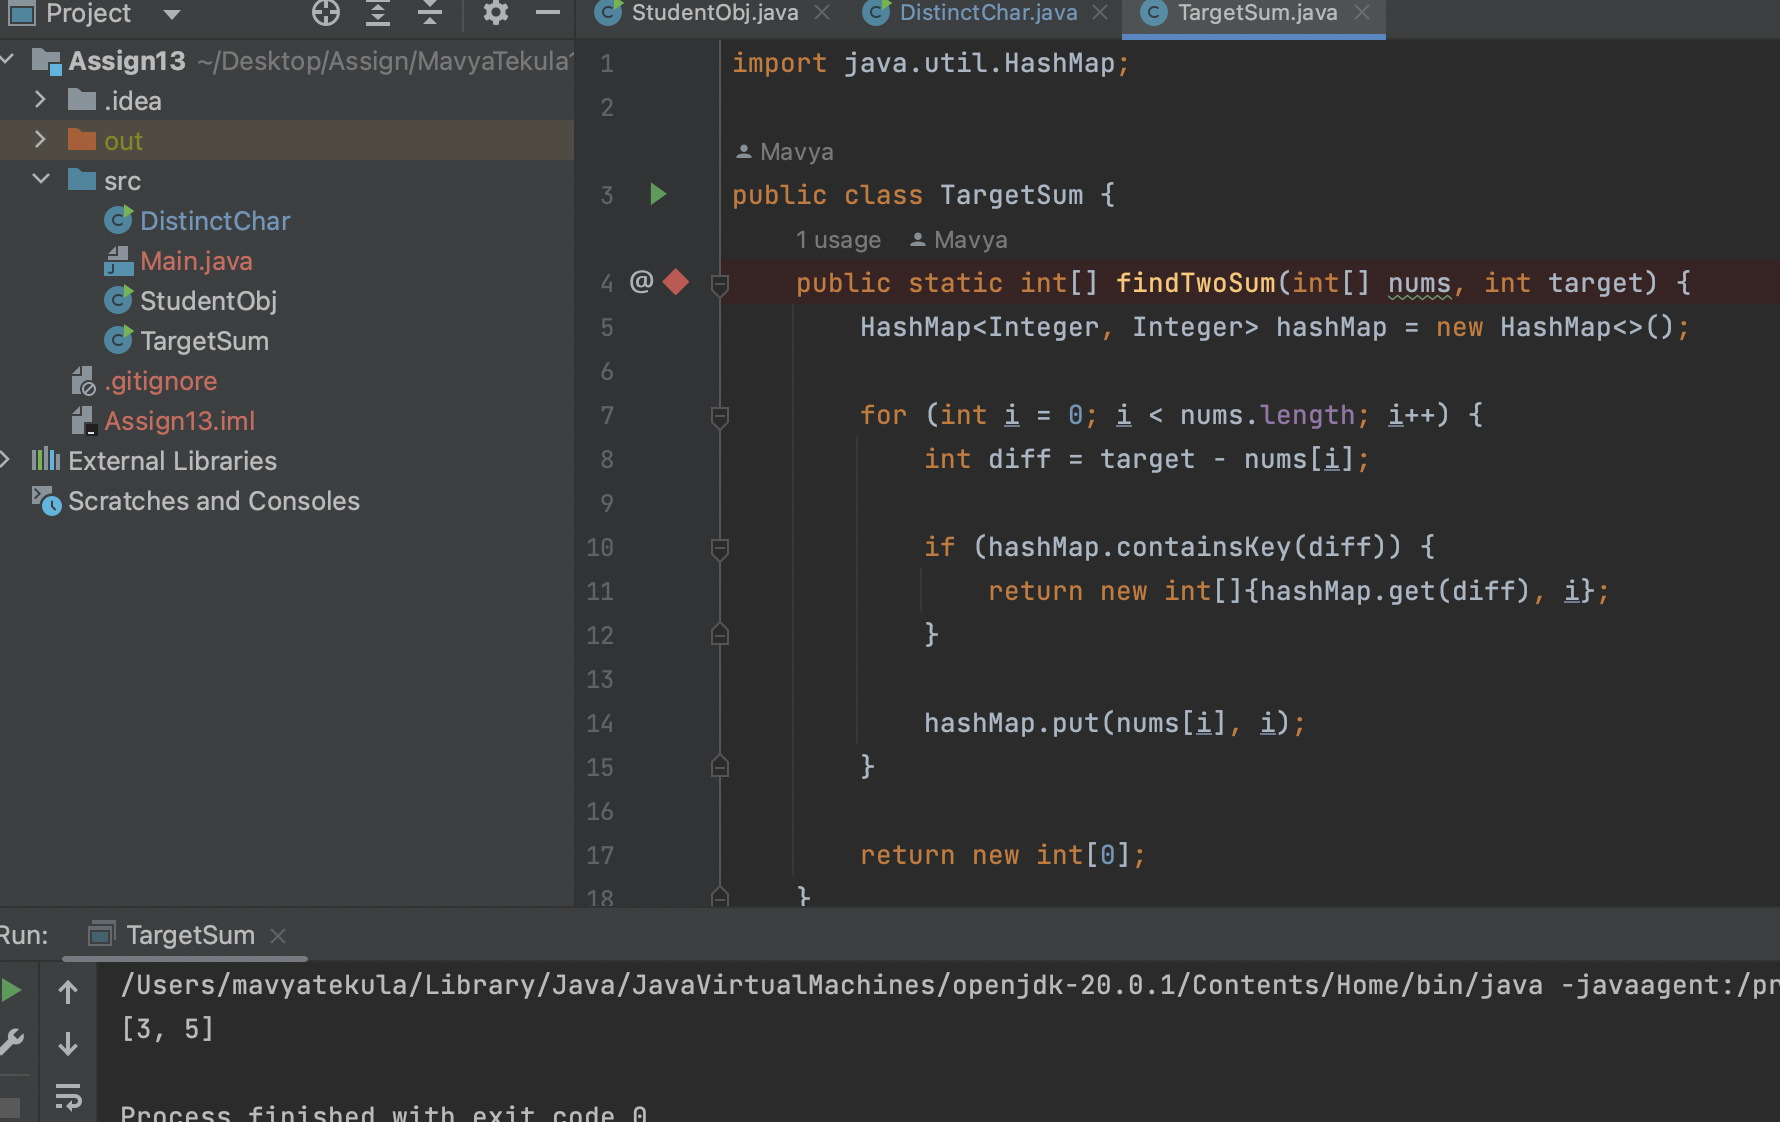 Project
StudentObj.java
DistinctChar.java
TargetSum.java
Assign13 ~/Desktop/Assign/MavyaTekula
.idea
out
src
DistinctChar
Main.java
StudentObj
TargetSum
.gitignore
Assign13.iml
External Libraries
Scratches and Consoles
1 import java.util.HashMap;
2
Mavya
3 public class TargetSum {
1 usage Mavya
4 @ public static int[] findTwoSum(int[] nums, int target) {
5 HashMap<Integer, Integer> hashMap = new HashMap<>();
6
7 for (int i = 0; i < nums.length; i++) {
8 int diff = target - nums[i];
9
10 if (hashMap.containsKey(diff)) {
11 return new int[]{hashMap.get(diff), i};
12 }
13
14 hashMap.put(nums[i], i);
15 }
16
17 return new int[0];
18 }
Run: TargetSum
/Users/mavyatekula/Library/Java/JavaVirtualMachines/openjdk-20.0.1/Contents/Home/bin/java -javaagent:/pr
[3, 5]
Process finished with exit code 0